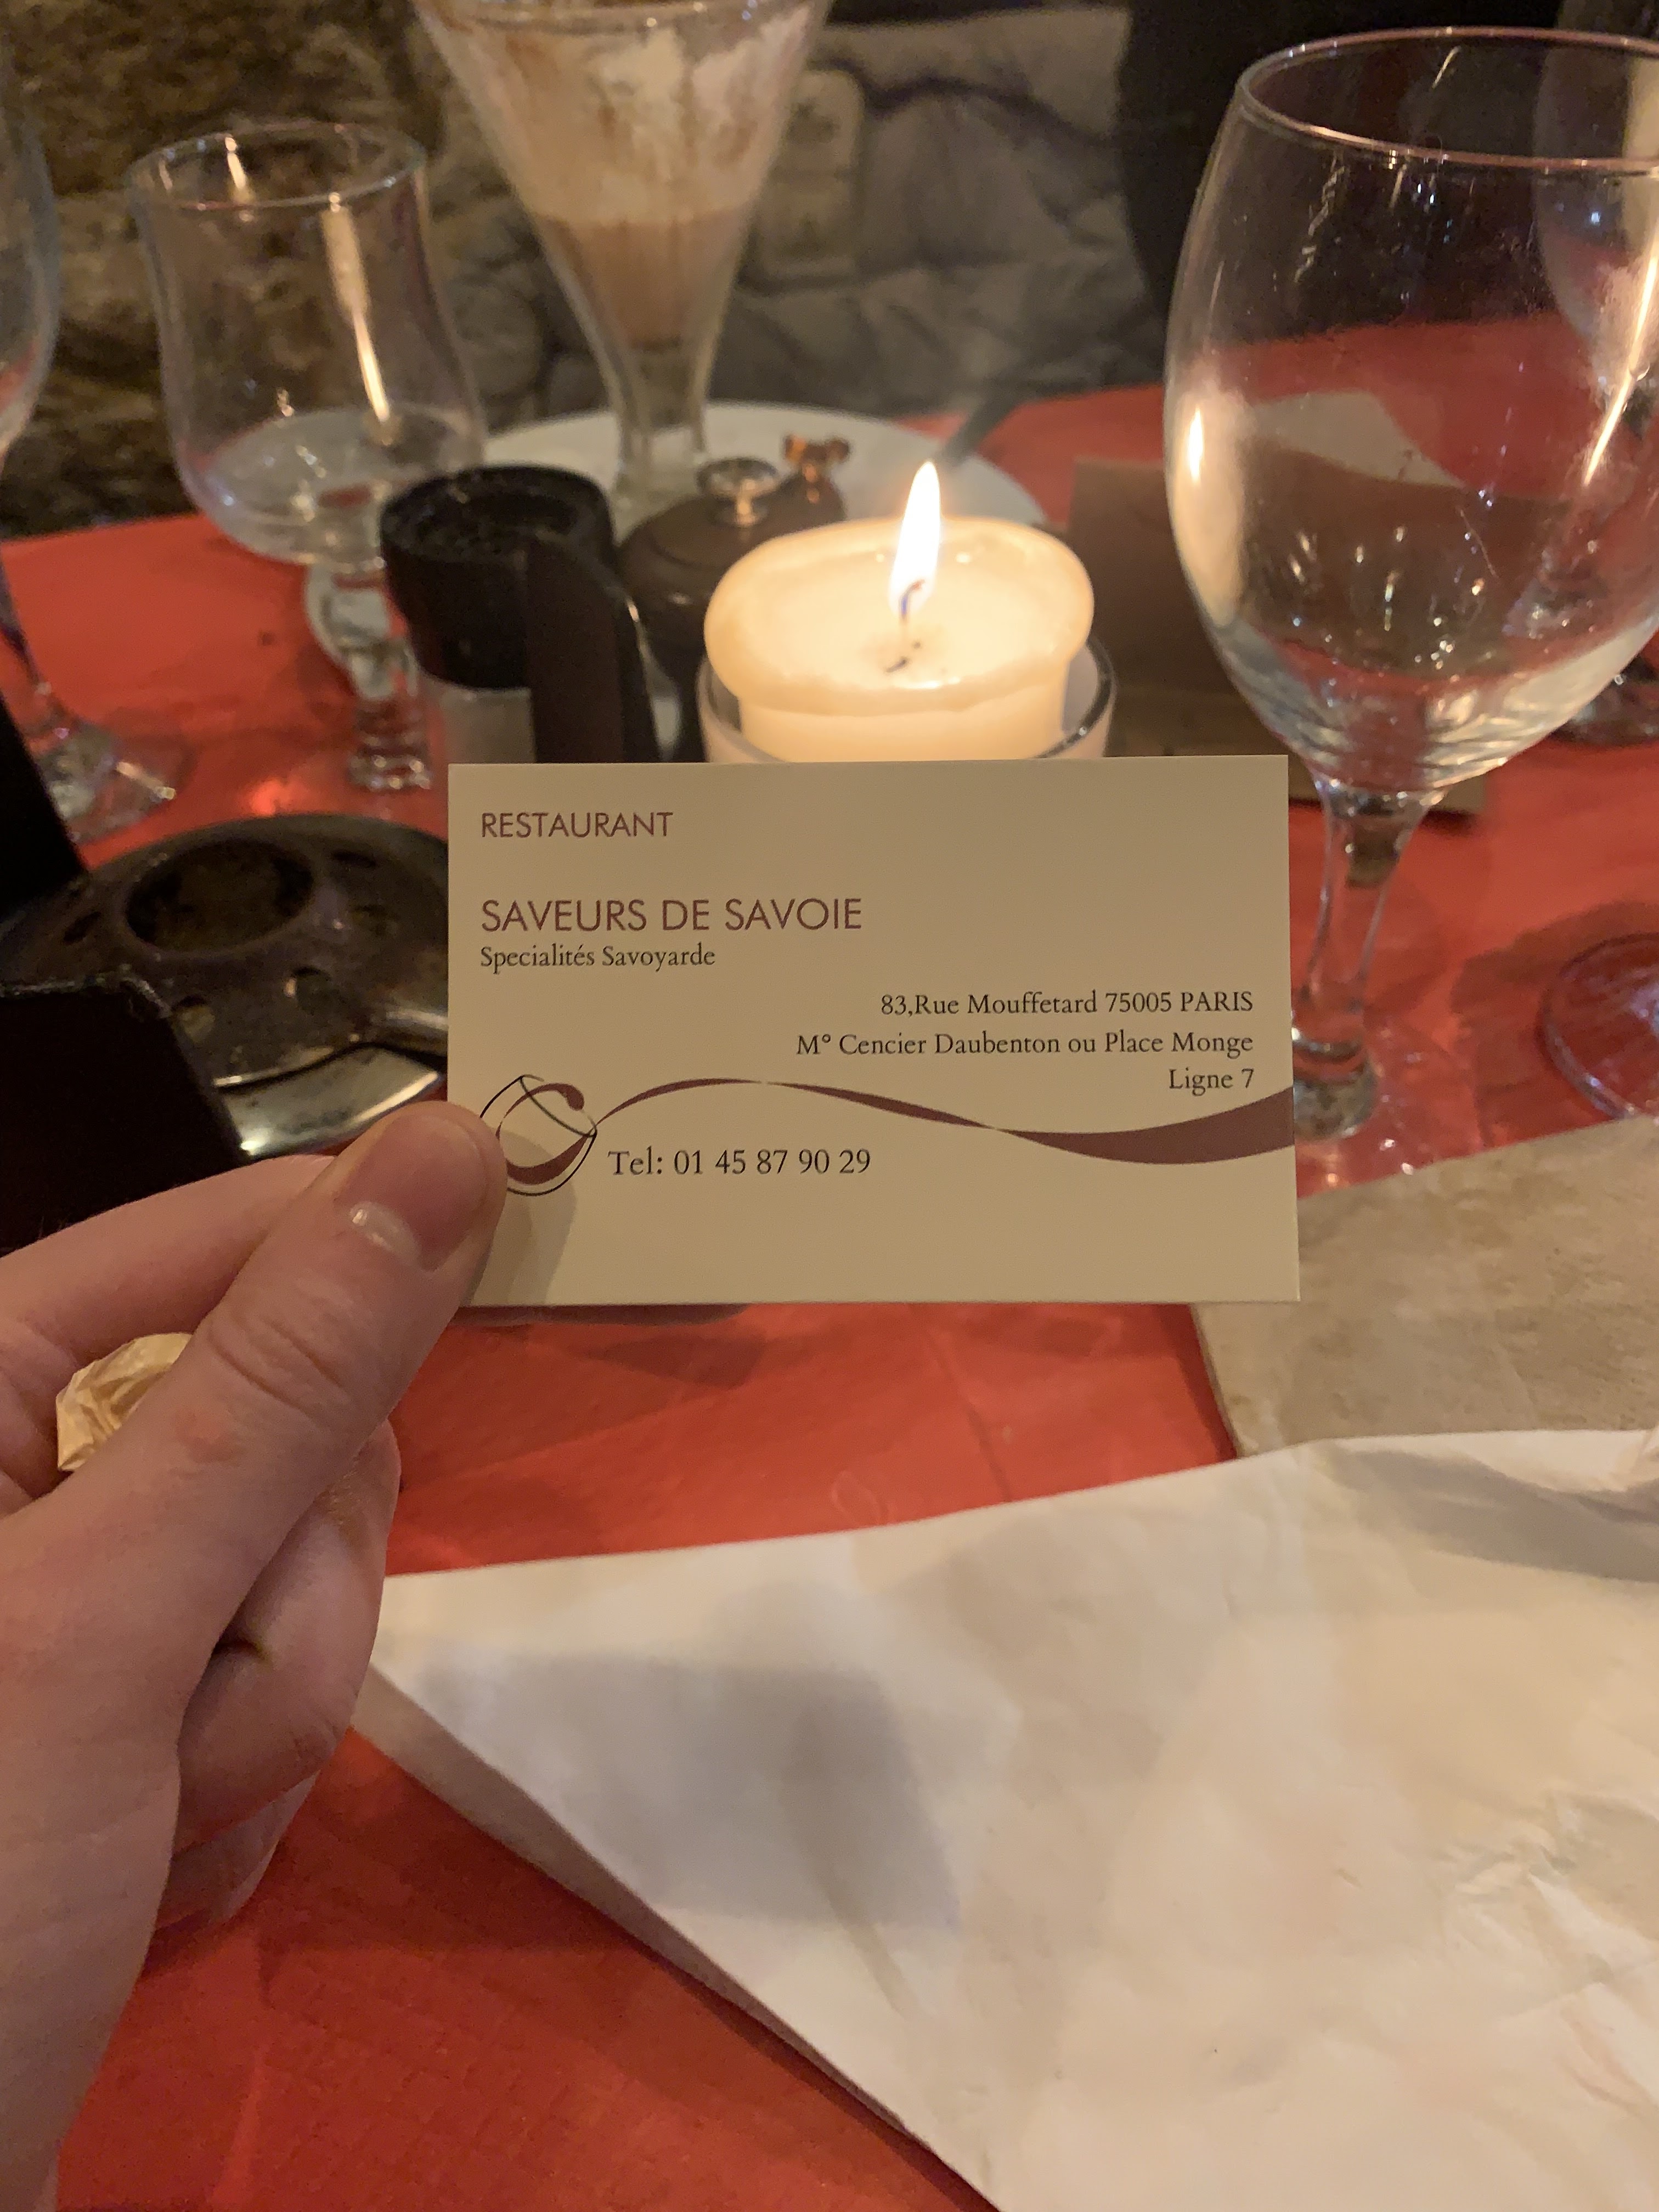 RESTAURANT
SAVEURS DE SAVOIE
Specialités Savoyarde
83,Rue Mouffetard 75005 PARIS
M° Cencier Daubenton ou Place Monge
Ligne 7
Tel: 01 45 87 90 29